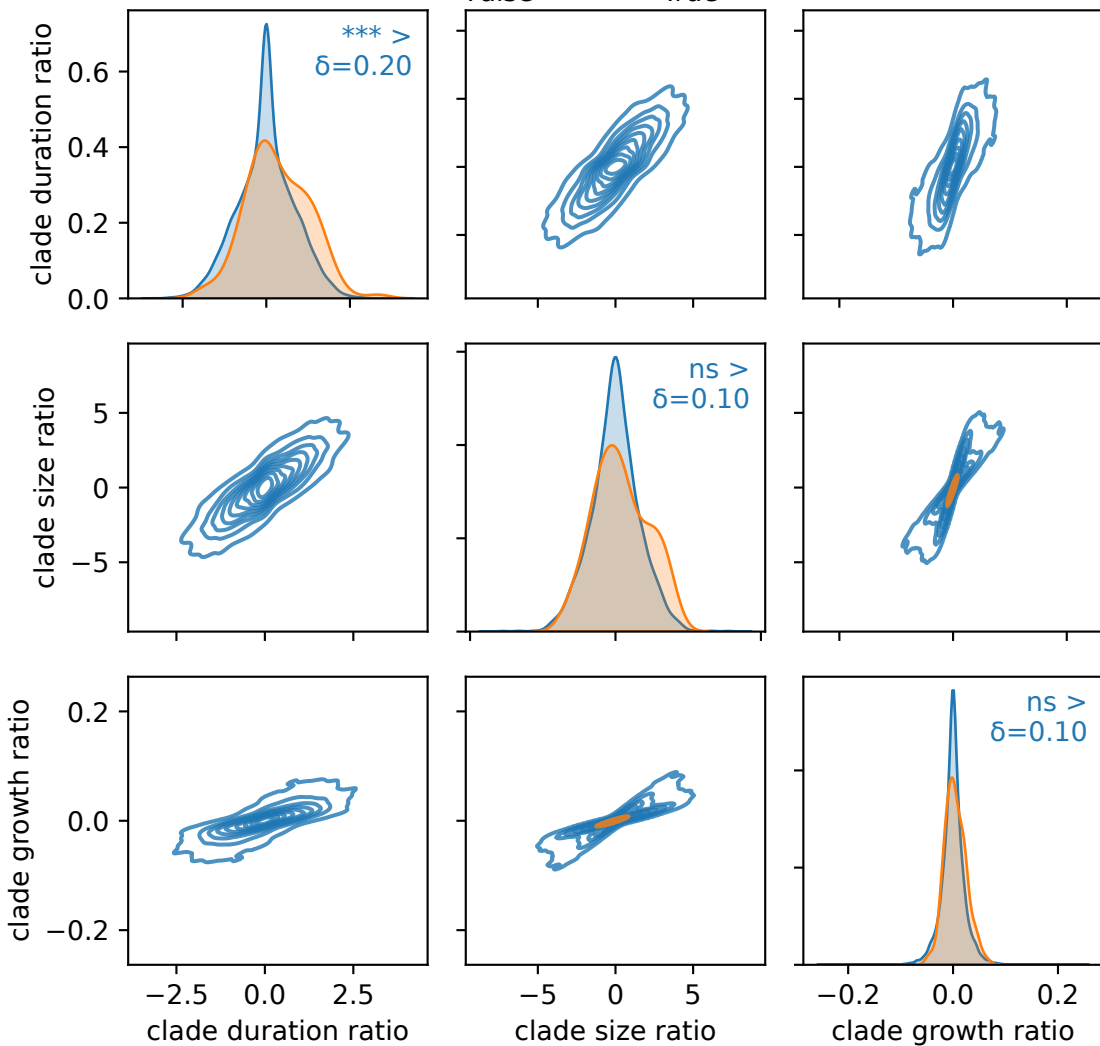 clade duration ratio
0.6
0.4
0.2
0.0
*** >
δ=0.20
clade size ratio
5
0
−5
ns >
δ=0.10
clade growth ratio
0.2
0.0
−0.2
ns >
δ=0.10
−2.5 0.0 2.5
−5 0 5
−0.2 0.0 0.2
clade duration ratio
clade size ratio
clade growth ratio